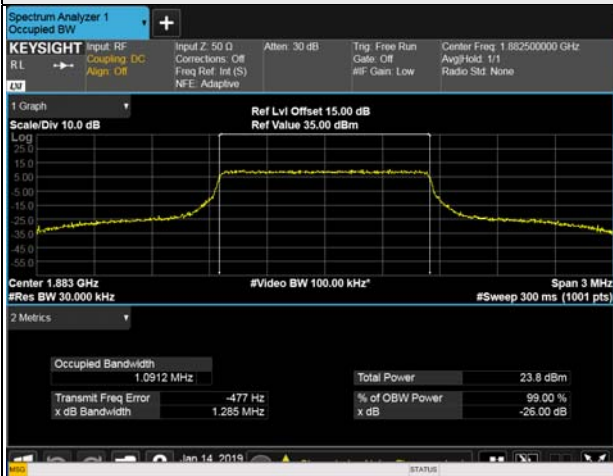 Spectrum Analyzer 1
Occupied BW
KEYSIGHT Input: RF Input Z: 50 Ω Atten: 30 dB Trig: Free Run Center Freq: 1.882500000 GHz
RL Coupling: DC Corrections: Off Gate: Off Avg|Hold: 1/1
Align: Off Freq Ref: Int (S) #IF Gain: Low Radio Std: None
LXI NFE: Adaptive
1 Graph
Ref Lvl Offset 15.00 dB
Scale/Div 10.0 dB Ref Value 35.00 dBm
Log
25.0
15.0
5.00
-5.00
-15.0
-25.0
-35.0
-45.0
-55.0
Center 1.883 GHz #Video BW 100.00 kHz* Span 3 MHz
#Res BW 30.000 kHz #Sweep 300 ms (1001 pts)
2 Metrics
Occupied Bandwidth
1.0912 MHz Total Power 23.8 dBm
Transmit Freq Error -477 Hz % of OBW Power 99.00 %
x dB Bandwidth 1.285 MHz x dB -26.00 dB
Jan 14, 2019
MSG STATUS